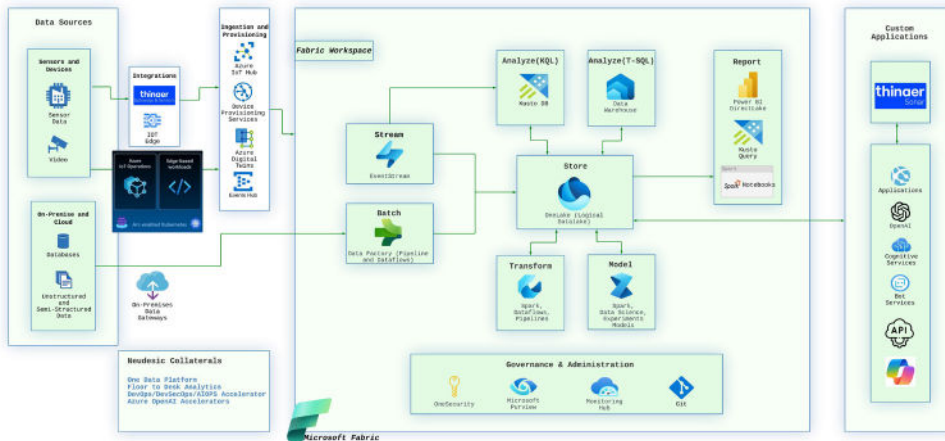 Data Sources
Sensors and
Devices
Sensor
Data
Video
On-Premise and
Cloud
Databases
Unstructured
and
Semi-Structured
Data
Integrations
thinaer
IOT
Edge
Azure
IoT Operations
Edge-based
workloads
Arc-enabled Kubernetes
On-Premises
Data
Gateways
Ingestion and
Provisioning
Azure
IoT Hub
Device
Provisioning
Services
Azure
Digital
Twins
Events Hub
Neudesic Collaterals
One Data Platform
Floor to Desk Analytics
DevOps/DevSecOps/AIOPS Accelerator
Azure OpenAI Accelerators
Fabric Workspace
Stream
EventStream
Batch
Data Factory (Pipeline
and Dataflows)
Analyze(KQL)
Kusto DB
Analyze(T-SQL)
Data
Warehouse
Store
OneLake (Logical
DataLake)
Transform
Spark,
Dataflows,
Pipelines
Model
Spark,
Data Science,
Experiments
Models
Report
Power BI
DirectLake
Kusto
Query
Spark Notebooks
Governance & Administration
OneSecurity
Microsoft
Purview
Monitoring
Hub
Git
Microsoft Fabric
Custom
Applications
thinaer
Sonar
Applications
OpenAI
Cognitive
Services
Bot
Services
API